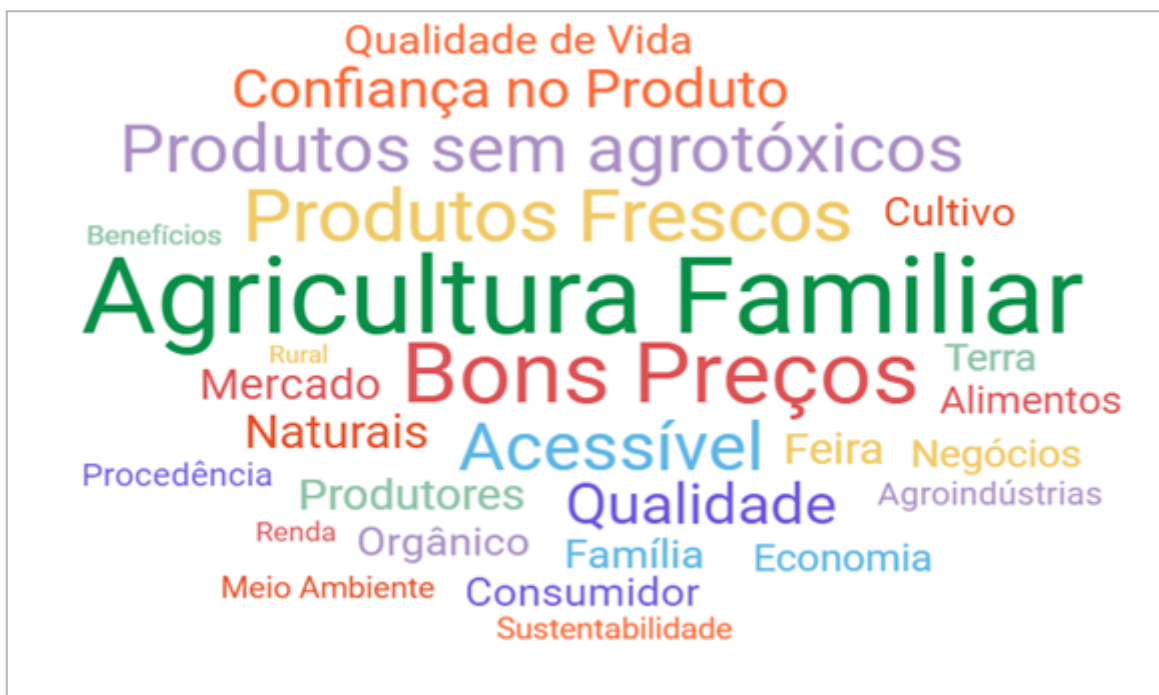 Qualidade de Vida
Confiança no Produto
Produtos sem agrotóxicos
Produtos Frescos
Cultivo
Benefícios
Agricultura Familiar
Rural
Bons Preços
Terra
Mercado
Alimentos
Naturais
Acessível
Feira
Negócios
Procedência
Produtores
Qualidade
Agroindústrias
Renda
Orgânico
Família
Economia
Meio Ambiente
Consumidor
Sustentabilidade